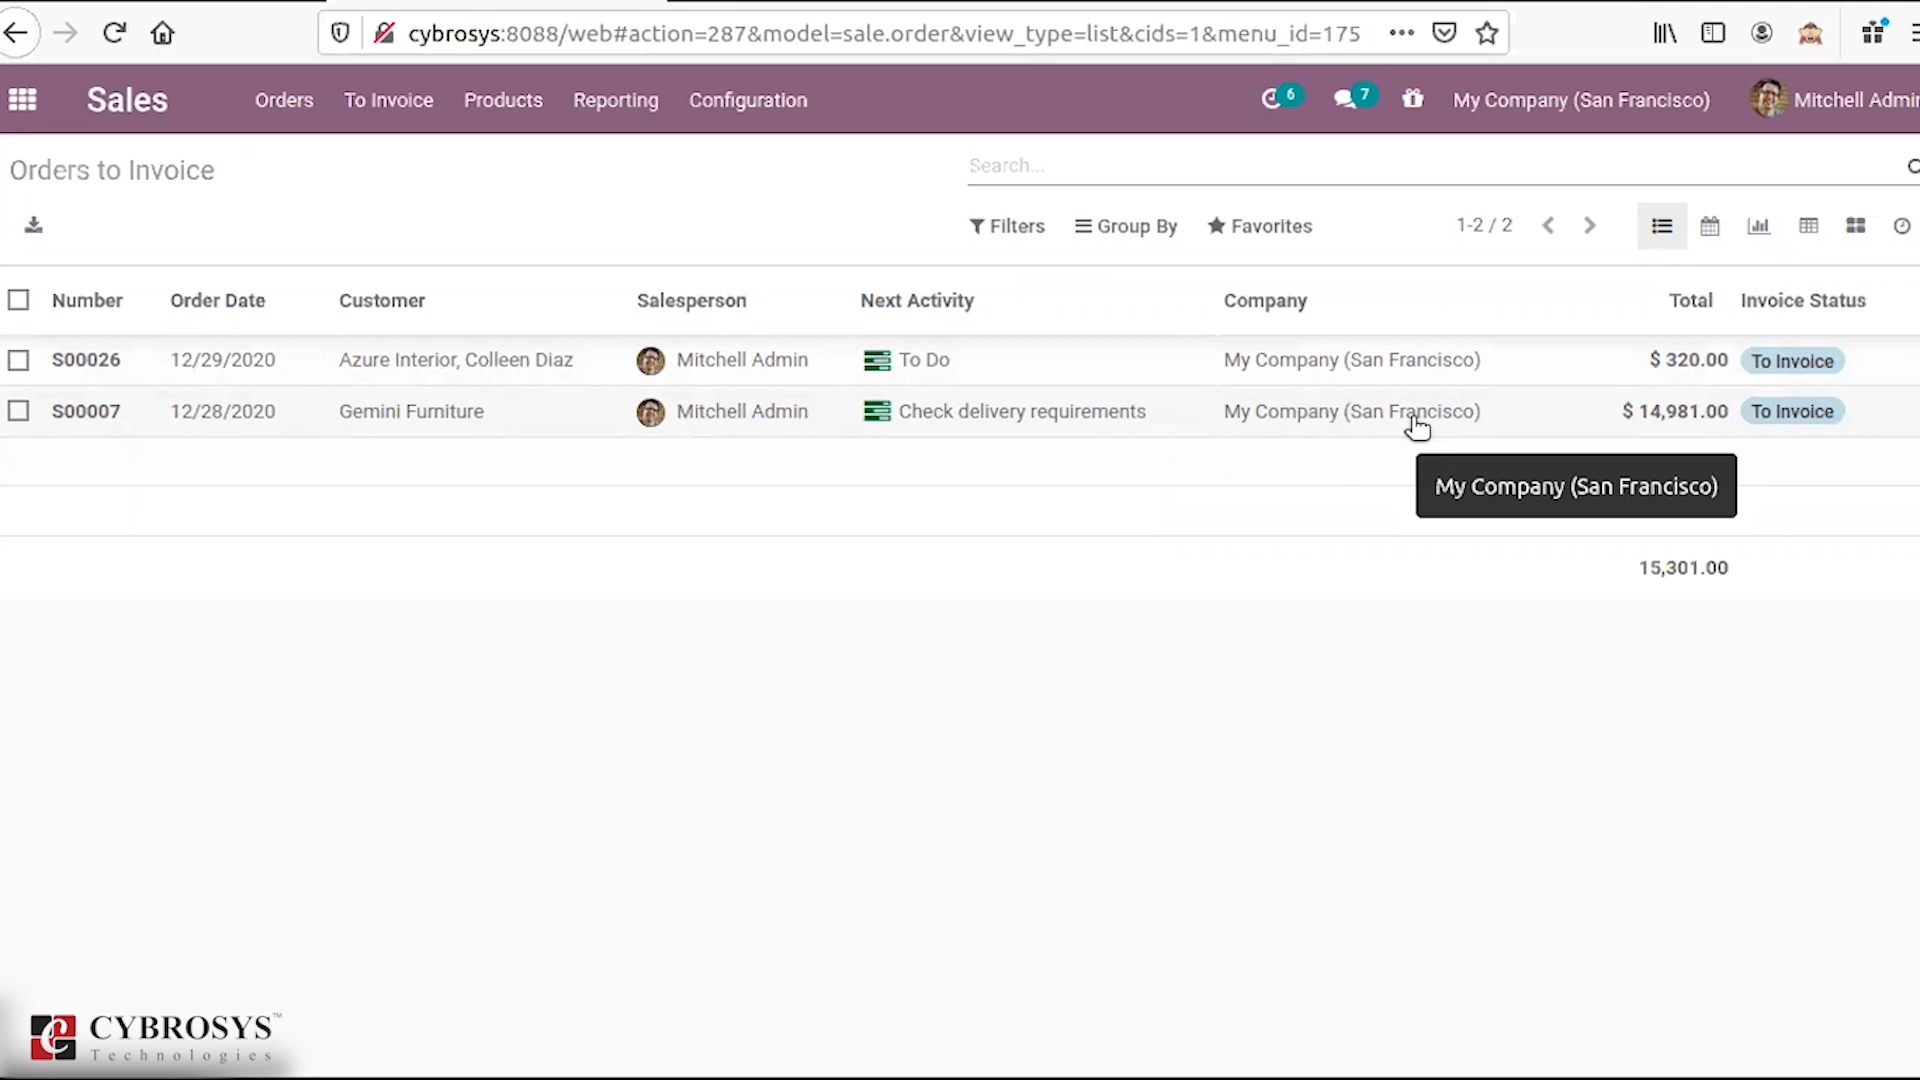 cybrosys:8088/web#action=287&model=sale.order&view_type=list&cids=1&menu_id=175
Sales Orders To Invoice Products Reporting Configuration 6 7 My Company (San Francisco) Mitchell Admin
Orders to Invoice Search...
Filters Group By Favorites 1-2 / 2
Number Order Date Customer Salesperson Next Activity Company Total Invoice Status
S00026 12/29/2020 Azure Interior, Colleen Diaz Mitchell Admin To Do My Company (San Francisco) $ 320.00 To Invoice
S00007 12/28/2020 Gemini Furniture Mitchell Admin Check delivery requirements My Company (San Francisco) $ 14,981.00 To Invoice
My Company (San Francisco)
15,301.00
CYBROSYS™
Technologies